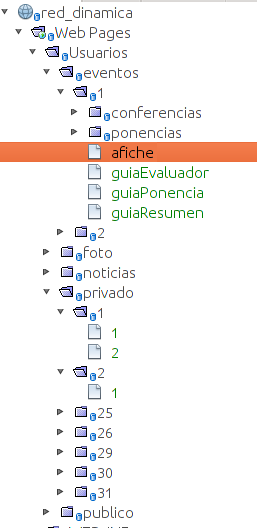 red_dinamica
Web Pages
Usuarios
eventos
1
conferencias
ponencias
afiche
guiaEvaluador
guiaPonencia
guiaResumen
2
foto
noticias
privado
1
1
2
2
1
25
26
29
30
31
publico